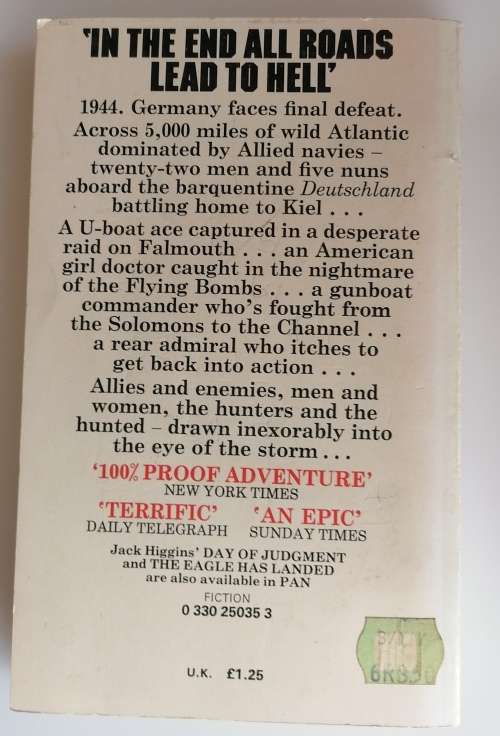 'IN THE END ALL ROADS
LEAD TO HELL'
1944. Germany faces final defeat.
Across 5,000 miles of wild Atlantic
dominated by Allied navies –
twenty-two men and five nuns
aboard the barquentine Deutschland
battling home to Kiel . . .
A U-boat ace captured in a desperate
raid on Falmouth . . . an American
girl doctor caught in the nightmare
of the Flying Bombs . . . a gunboat
commander who's fought from
the Solomons to the Channel . . .
a rear admiral who itches to
get back into action . . .
Allies and enemies, men and
women, the hunters and the
hunted – drawn inexorably into
the eye of the storm . . .
'100% PROOF ADVENTURE'
NEW YORK TIMES
'TERRIFIC' 'AN EPIC'
DAILY TELEGRAPH SUNDAY TIMES
Jack Higgins' DAY OF JUDGMENT
and THE EAGLE HAS LANDED
are also available in PAN
FICTION
0 330 25035 3
U.K. £1.25